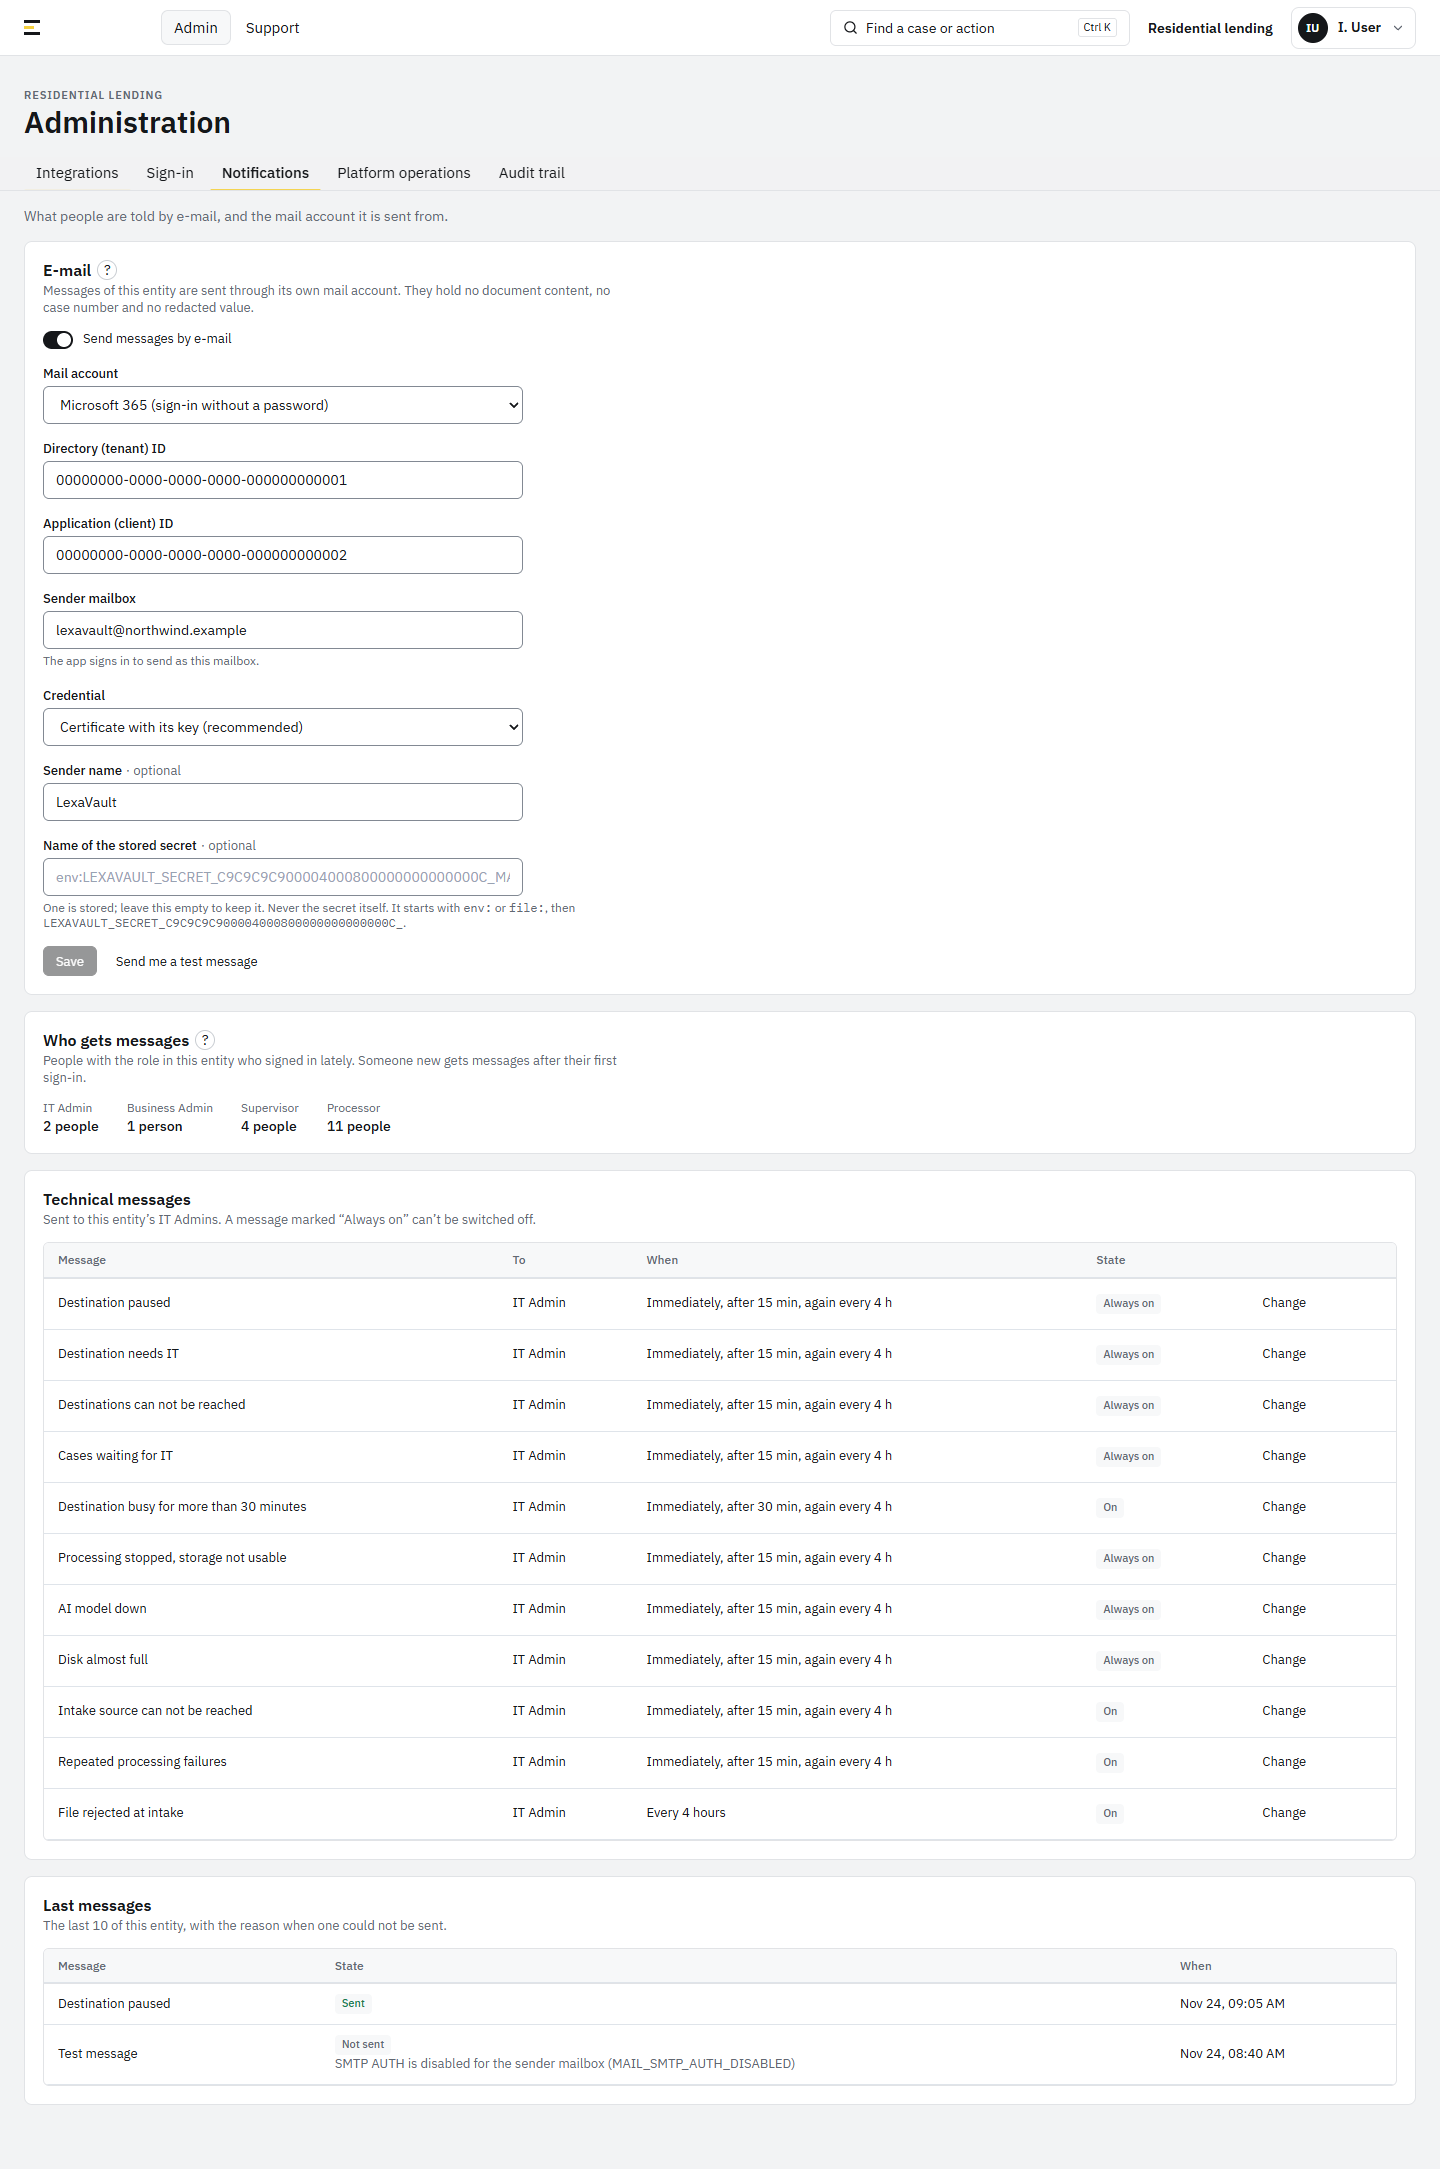 Admin
Support
Find a case or action
Ctrl K
Residential lending
IU
I. User
RESIDENTIAL LENDING
Administration
Integrations
Sign-in
Notifications
Platform operations
Audit trail
What people are told by e-mail, and the mail account it is sent from.
E-mail ?
Messages of this entity are sent through its own mail account. They hold no document content, no
case number and no redacted value.
Send messages by e-mail
Mail account
Microsoft 365 (sign-in without a password)
Directory (tenant) ID
00000000-0000-0000-0000-000000000001
Application (client) ID
00000000-0000-0000-0000-000000000002
Sender mailbox
lexavault@northwind.example
The app signs in to send as this mailbox.
Credential
Certificate with its key (recommended)
Sender name · optional
LexaVault
Name of the stored secret · optional
One is stored; leave this empty to keep it. Never the secret itself. It starts with env: or file:, then
Save
Send me a test message
Who gets messages ?
People with the role in this entity who signed in lately. Someone new gets messages after their first
sign-in.
IT Admin Business Admin Supervisor Processor
2 people 1 person 4 people 11 people
Technical messages
Sent to this entity’s IT Admins. A message marked “Always on” can’t be switched off.
Message To When State
Destination paused IT Admin Immediately, after 15 min, again every 4 h Always on Change
Destination needs IT IT Admin Immediately, after 15 min, again every 4 h Always on Change
Destinations can not be reached IT Admin Immediately, after 15 min, again every 4 h Always on Change
Cases waiting for IT IT Admin Immediately, after 15 min, again every 4 h Always on Change
Destination busy for more than 30 minutes IT Admin Immediately, after 30 min, again every 4 h On Change
Processing stopped, storage not usable IT Admin Immediately, after 15 min, again every 4 h Always on Change
AI model down IT Admin Immediately, after 15 min, again every 4 h Always on Change
Disk almost full IT Admin Immediately, after 15 min, again every 4 h Always on Change
Intake source can not be reached IT Admin Immediately, after 15 min, again every 4 h On Change
Repeated processing failures IT Admin Immediately, after 15 min, again every 4 h On Change
File rejected at intake IT Admin Every 4 hours On Change
Last messages
The last 10 of this entity, with the reason when one could not be sent.
Message State When
Destination paused Sent Nov 24, 09:05 AM
Test message Not sent Nov 24, 08:40 AM
SMTP AUTH is disabled for the sender mailbox (MAIL_SMTP_AUTH_DISABLED)